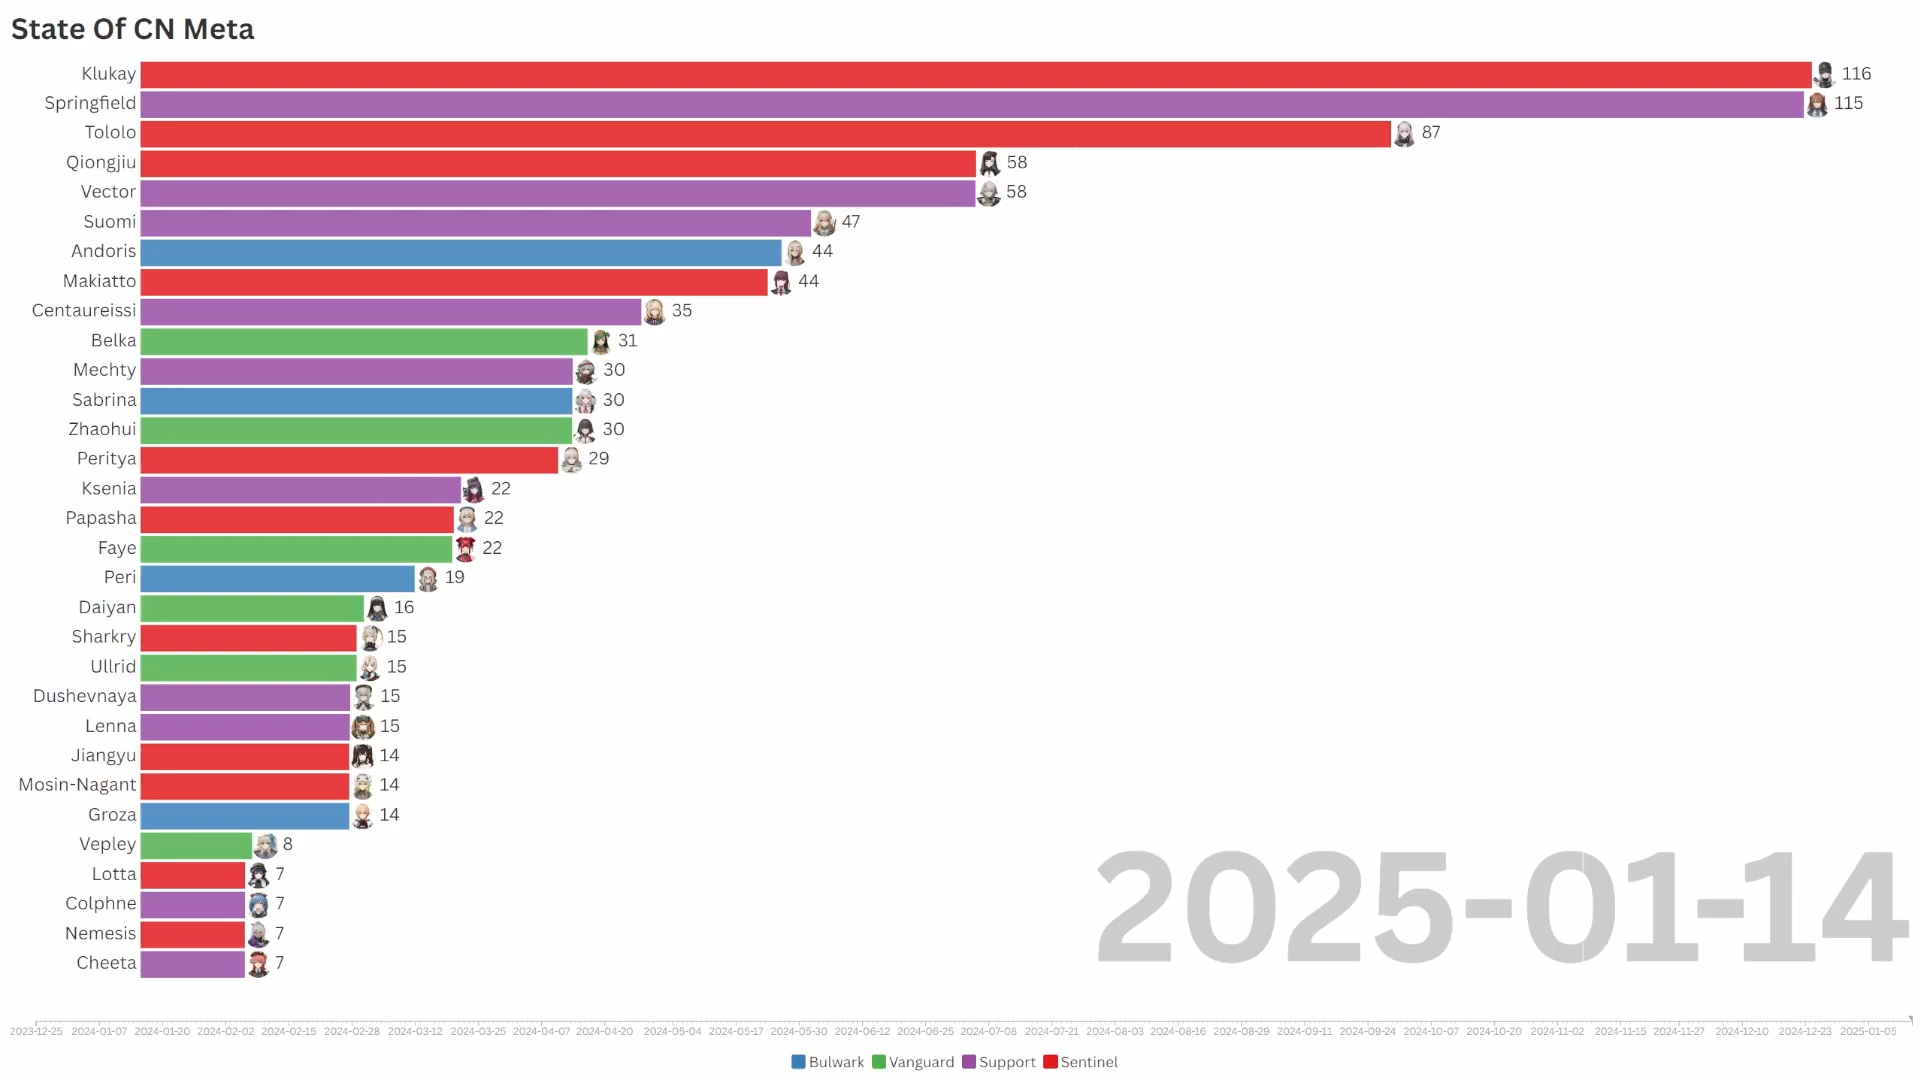 State Of CN Meta
Klukay 116
Springfield 115
Tololo 87
Qiongjiu 58
Vector 58
Suomi 47
Andoris 44
Makiatto 44
Centaureissi 35
Belka 31
Mechty 30
Sabrina 30
Zhaohui 30
Peritya 29
Ksenia 22
Papasha 22
Faye 22
Peri 19
Daiyan 16
Sharkry 15
Ullrid 15
Dushevnaya 15
Lenna 15
Jiangyu 14
Mosin-Nagant 14
Groza 14
Vepley 8
Lotta 7
Colphne 7
Nemesis 7
Cheeta 7
2025-01-14
2023-12-25 2024-01-07 2024-01-20 2024-02-02 2024-02-15 2024-02-28 2024-03-12 2024-03-25 2024-04-07 2024-04-20 2024-05-04 2024-05-17 2024-05-30 2024-06-12 2024-06-25 2024-07-08 2024-07-21 2024-08-03 2024-08-16 2024-08-29 2024-09-11 2024-09-24 2024-10-07 2024-10-20 2024-11-02 2024-11-15 2024-11-27 2024-12-10 2024-12-23 2025-01-05
Bulwark Vanguard Support Sentinel